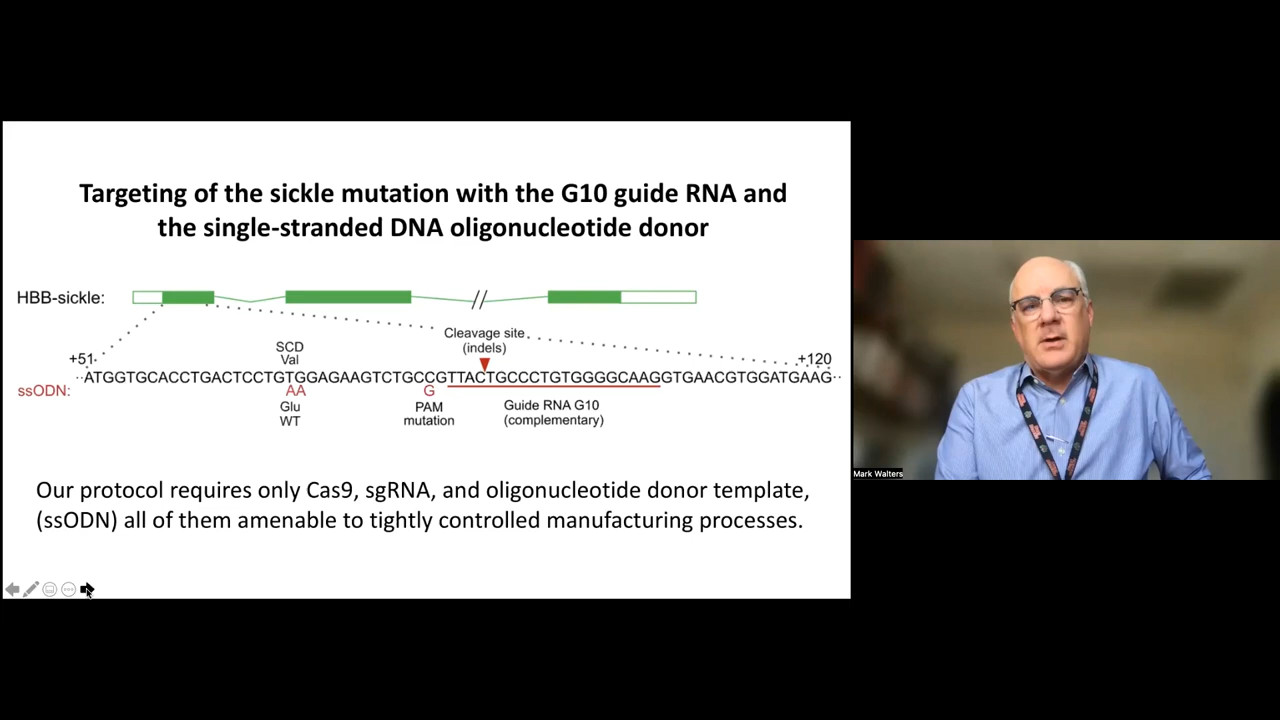 Targeting of the sickle mutation with the G10 guide RNA and
the single-stranded DNA oligonucleotide donor
HBB-sickle:
Cleavage site
(indels)
SCD
Val
+51
+120
ATGGTGCACCTGACTCCTGTGGAGAAGTCTGCCGTTACTGCCCTGTGGGGCAAGGTGAACGTGGATGAAG
ssODN:
AA
G
Glu
WT
PAM
mutation
Guide RNA G10
(complementary)
Our protocol requires only Cas9, sgRNA, and oligonucleotide donor template,
(ssODN) all of them amenable to tightly controlled manufacturing processes.
Mark Walters